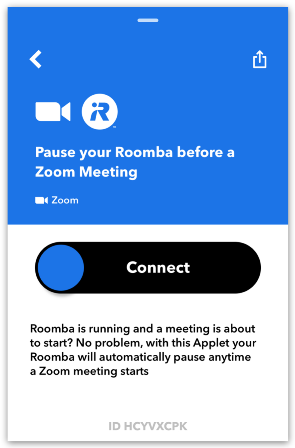 Pause your Roomba before a
Zoom Meeting
Zoom
Connect
Roomba is running and a meeting is about
to start? No problem, with this Applet your
Roomba will automatically pause anytime
a Zoom meeting starts
ID HCYVXCPK